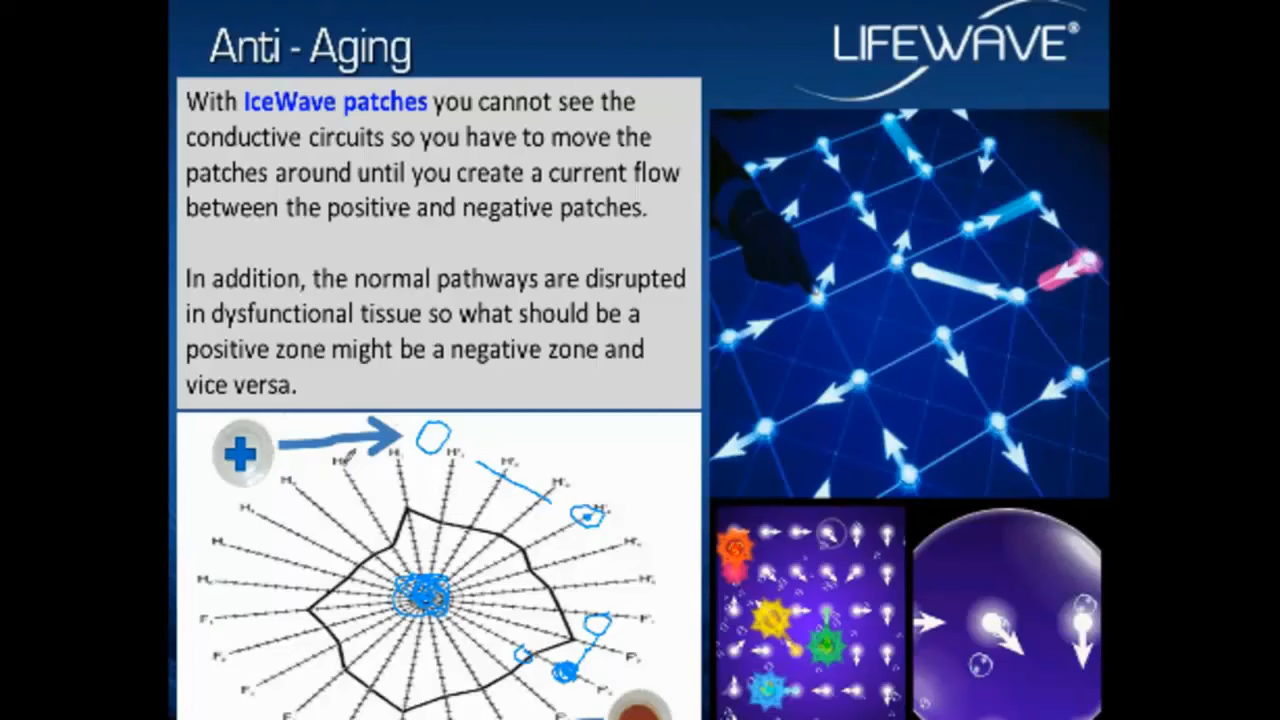 Anti - Aging
LIFEWAVE®
With IceWave patches you cannot see the
conductive circuits so you have to move the
patches around until you create a current flow
between the positive and negative patches.
In addition, the normal pathways are disrupted
in dysfunctional tissue so what should be a
positive zone might be a negative zone and
vice versa.